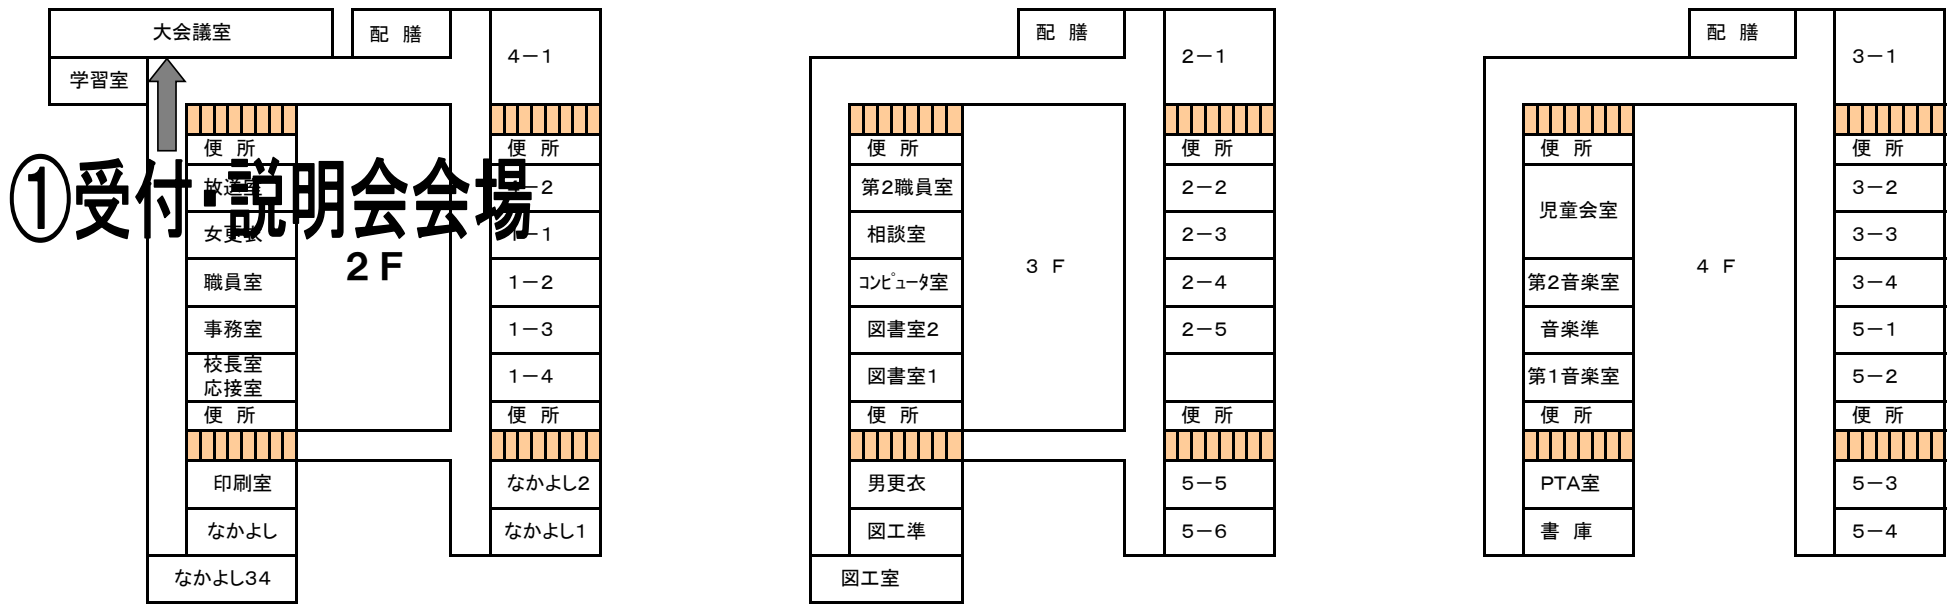 大会議室
配 膳
4－1
学習室
便 所
便 所
①受付・説明会会場
放送室
女更衣
2F
職員室
1－2
事務室
1－3
校長室
応接室
1－4
便 所
便 所
印刷室
なかよし2
なかよし
なかよし1
なかよし34
配 膳
2－1
便 所
便 所
第2職員室
2－2
相談室
2－3
3 F
コンピュータ室
2－4
図書室2
2－5
図書室1
便 所
便 所
男更衣
5－5
図工準
5－6
図工室
配 膳
3－1
便 所
便 所
児童会室
3－2
3－3
4 F
第2音楽室
3－4
音楽準
5－1
第1音楽室
5－2
便 所
便 所
PTA室
5－3
書 庫
5－4